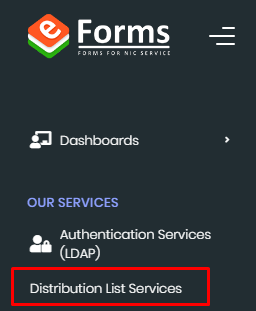 e Forms
FORMS FOR NIC SERVICE
Dashboards
OUR SERVICES
Authentication Services
(LDAP)
Distribution List Services